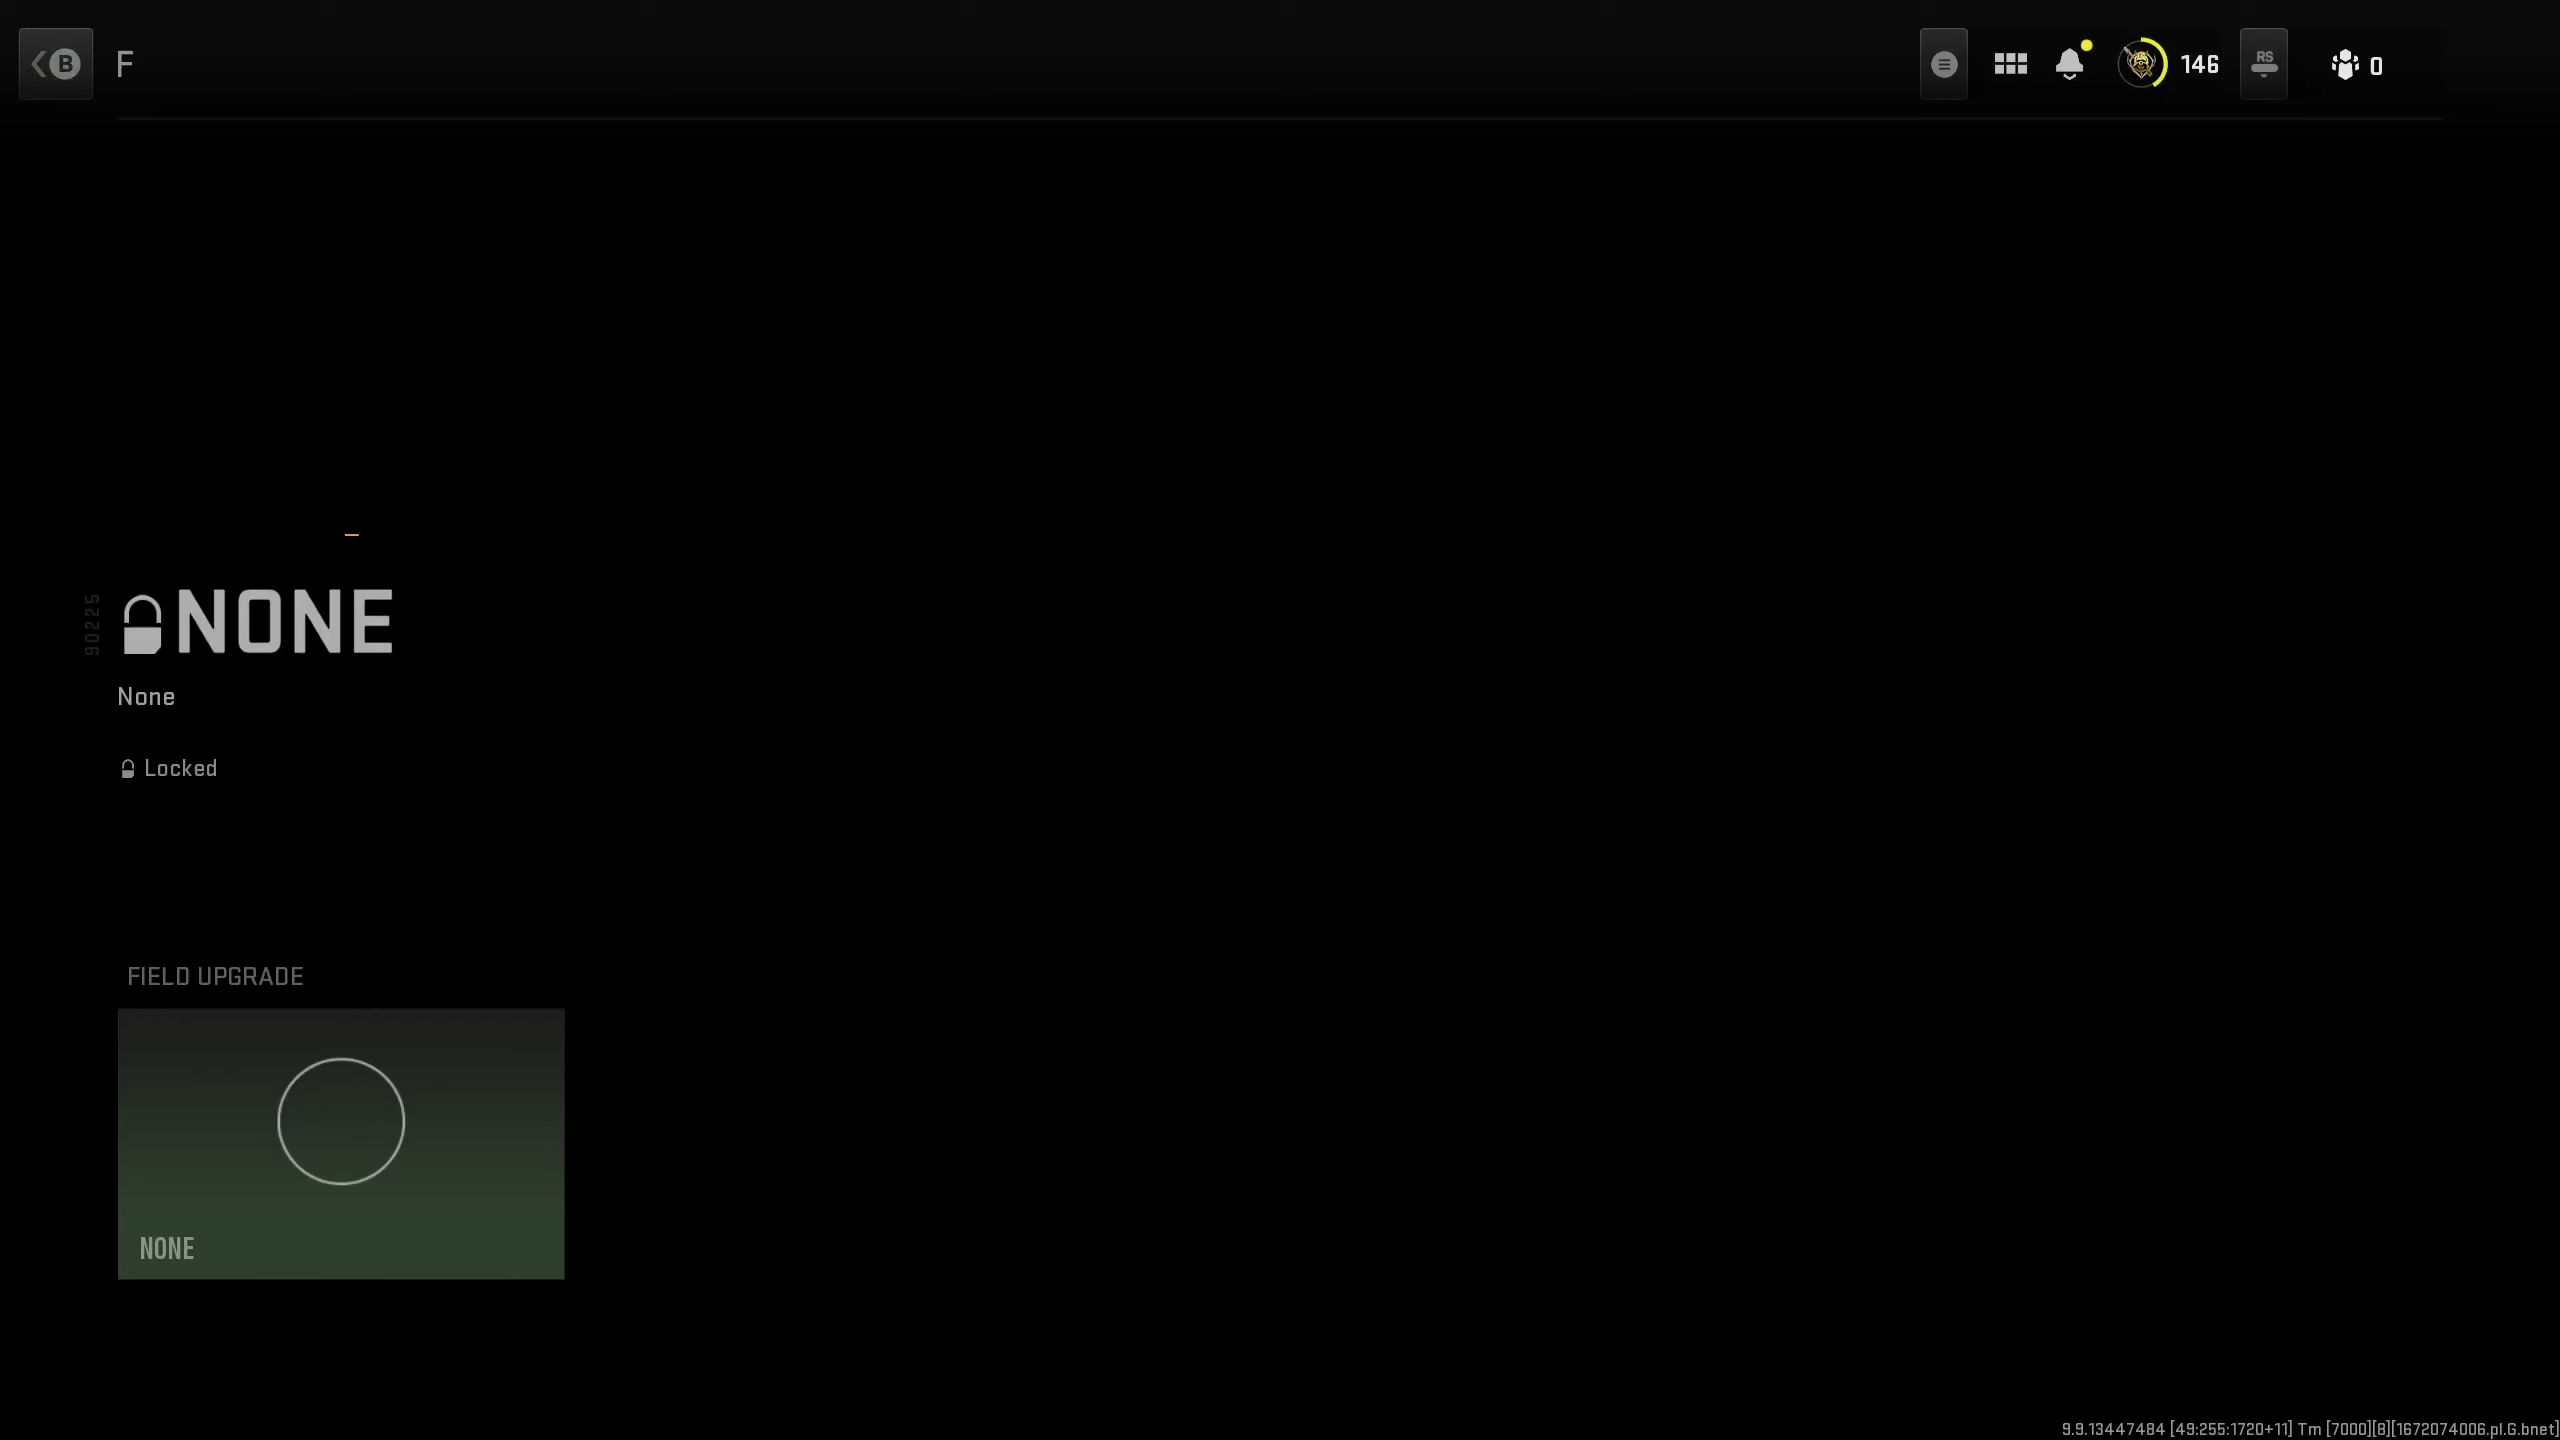 B
F
146
RS
0
90225
NONE
None
Locked
FIELD UPGRADE
NONE
9.9.13447484 [49:255:1720+11] Tm [7000][8][1672074006.pl.G.bnet]